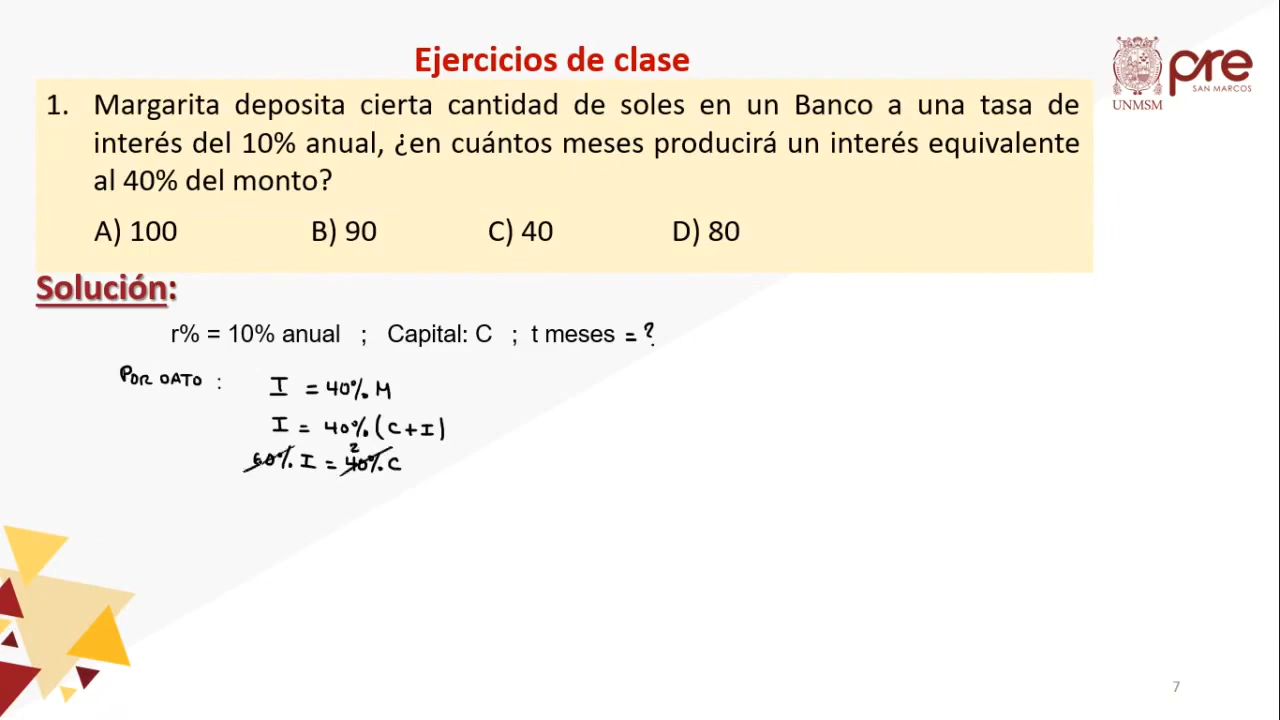 Ejercicios de clase
UNMSM
pre
SAN MARCOS
1. Margarita deposita cierta cantidad de soles en un Banco a una tasa de
interés del 10% anual, ¿en cuántos meses producirá un interés equivalente
al 40% del monto?
A) 100 B) 90 C) 40 D) 80
Solución:
r% = 10% anual ; Capital: C ; t meses = ?
POR DATO : I = 40% M
I = 40% (C + I)
2
60% I = 40% C
7